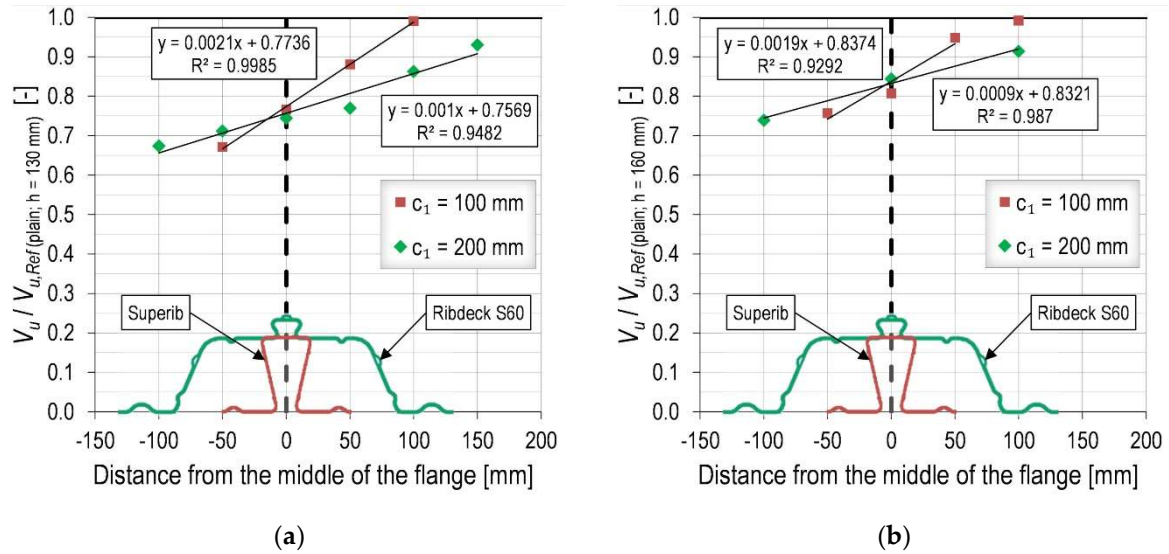 1.0
0.9
0.8
0.7
0.6
0.5
0.4
0.3
0.2
0.1
0.0
V_u / V_u,Ref (plain; h = 130 mm) [-]
y = 0.0021x + 0.7736
R² = 0.9985
y = 0.001x + 0.7569
R² = 0.9482
c₁ = 100 mm
c₁ = 200 mm
Superib
Ribdeck S60
-150 -100 -50 0 50 100 150 200
Distance from the middle of the flange [mm]
(a)
1.0
0.9
0.8
0.7
0.6
0.5
0.4
0.3
0.2
0.1
0.0
V_u / V_u,Ref (plain; h = 160 mm) [-]
y = 0.0019x + 0.8374
R² = 0.9292
y = 0.0009x + 0.8321
R² = 0.987
c₁ = 100 mm
c₁ = 200 mm
Superib
Ribdeck S60
-150 -100 -50 0 50 100 150 200
Distance from the middle of the flange [mm]
(b)